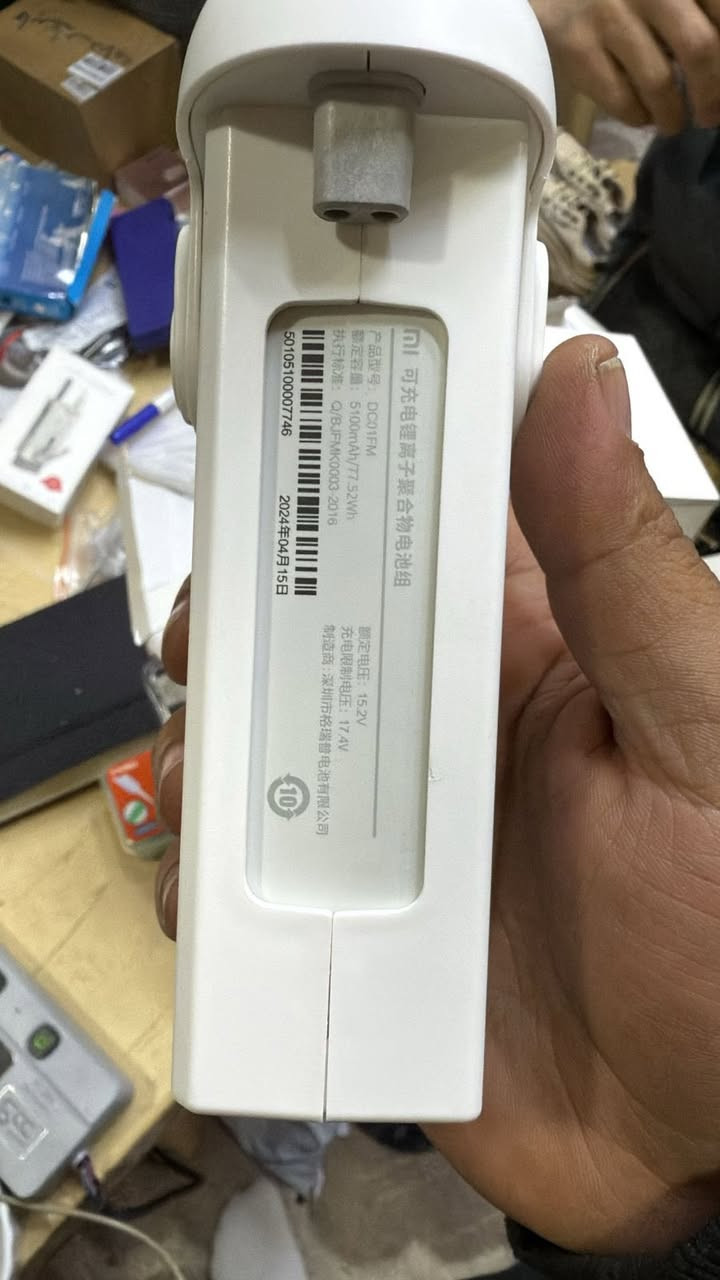 MI 可充电锂离子聚合物电池组
产品型号：DC01FM
额定容量：5100mAh/77.52Wh
执行标准：Q/BJFMK0003-2016
额定电压：15.2V
充电限制电压：17.4V
制造商：深圳市格瑞普电池有限公司
50105100007746
2024年04月15日
10